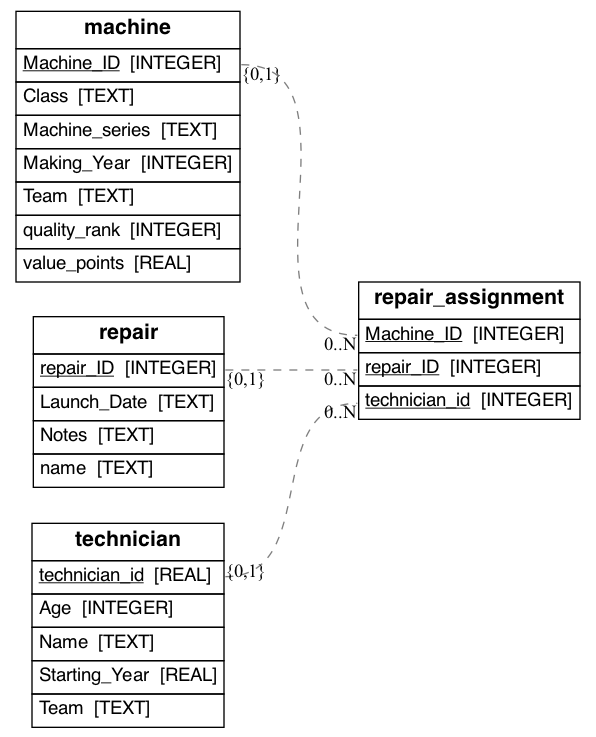 machine
Machine_ID [INTEGER]
{0,1}
Class [TEXT]
Machine_series [TEXT]
Making_Year [INTEGER]
Team [TEXT]
quality_rank [INTEGER]
value_points [REAL]
repair_assignment
Machine_ID [INTEGER]
0..N
repair_ID [INTEGER]
0..N
technician_id [INTEGER]
0..N
repair
repair_ID [INTEGER]
{0,1}
Launch_Date [TEXT]
Notes [TEXT]
name [TEXT]
technician
technician_id [REAL]
{0,1}
Age [INTEGER]
Name [TEXT]
Starting_Year [REAL]
Team [TEXT]